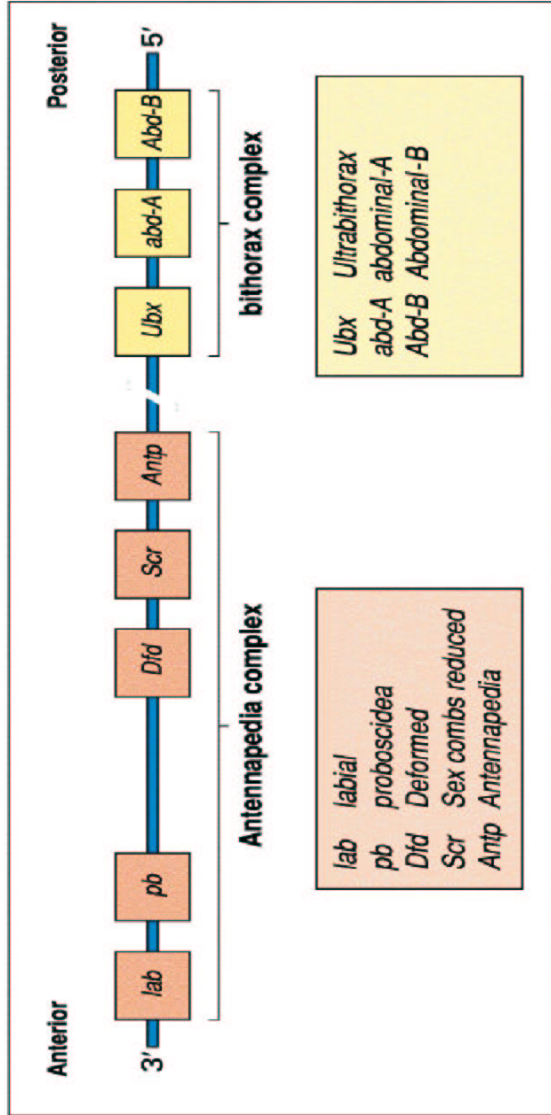 Anterior
Posterior
3′
lab
pb
Dfd
Scr
Antp
Ubx
abd-A
Abd-B
5′
Antennapedia complex
bithorax complex
lab labial
pb proboscidea
Dfd Deformed
Scr Sex combs reduced
Antp Antennapedia
Ubx Ultrabithorax
abd-A abdominal-A
Abd-B Abdominal-B